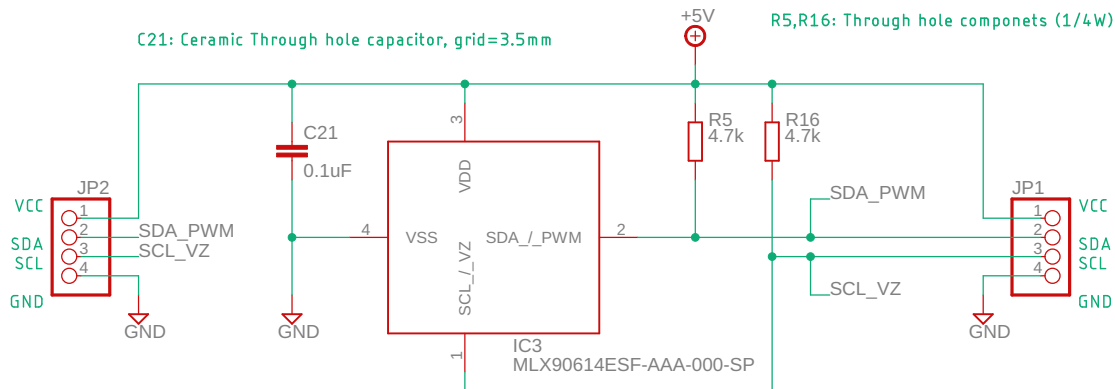 +5V
R5,R16: Through hole componets (1/4W)
C21: Ceramic Through hole capacitor, grid=3.5mm
3
C21
0.1uF
VDD
R5
4.7k
R16
4.7k
JP2
VCC
1
SDA
2
SDA_PWM
SCL
3
SCL_VZ
4
GND
GND
4
VSS
SCL_/_VZ
SDA_/_PWM
2
GND
SDA_PWM
SCL_VZ
JP1
1
VCC
2
SDA
3
SCL
4
GND
GND
1
IC3
MLX90614ESF-AAA-000-SP